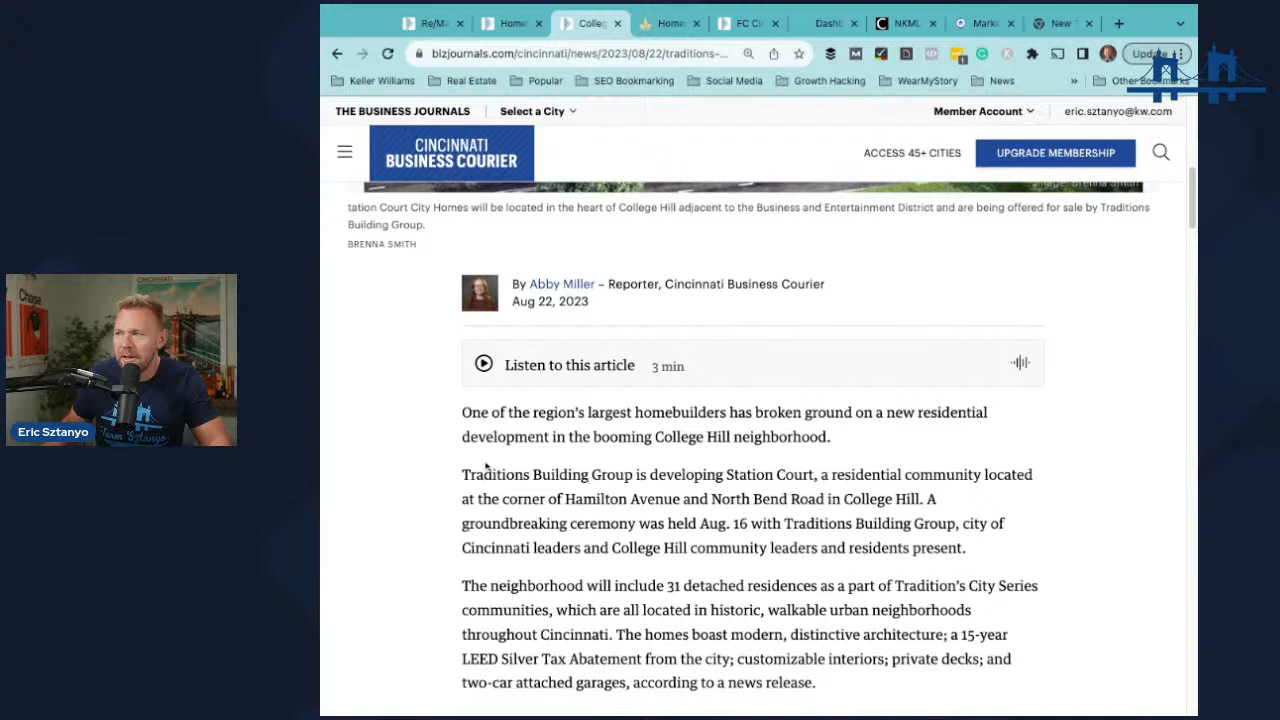 Re/Ma
Home
Colleg
Home
FC Ci
Dashb
NKML
Marke
New T
bizjournals.com/cincinnati/news/2023/08/22/traditions-...
Update
Keller Williams
Real Estate
Popular
SEO Bookmarking
Social Media
Growth Hacking
WearMyStory
News
»
Other Bookmarks
THE BUSINESS JOURNALS
Select a City
Member Account
eric.sztanyo@kw.com
CINCINNATI
BUSINESS COURIER
ACCESS 45+ CITIES
UPGRADE MEMBERSHIP
Image: Brenna Smith
tation Court City Homes will be located in the heart of College Hill adjacent to the Business and Entertainment District and are being offered for sale by Traditions
Building Group.
BRENNA SMITH
By Abby Miller – Reporter, Cincinnati Business Courier
Aug 22, 2023
Listen to this article 3 min
One of the region's largest homebuilders has broken ground on a new residential
development in the booming College Hill neighborhood.
Traditions Building Group is developing Station Court, a residential community located
at the corner of Hamilton Avenue and North Bend Road in College Hill. A
groundbreaking ceremony was held Aug. 16 with Traditions Building Group, city of
Cincinnati leaders and College Hill community leaders and residents present.
The neighborhood will include 31 detached residences as a part of Tradition's City Series
communities, which are all located in historic, walkable urban neighborhoods
throughout Cincinnati. The homes boast modern, distinctive architecture; a 15-year
LEED Silver Tax Abatement from the city; customizable interiors; private decks; and
two-car attached garages, according to a news release.
Chase
CINCINNATI
Team Sztanyo
Eric Sztanyo